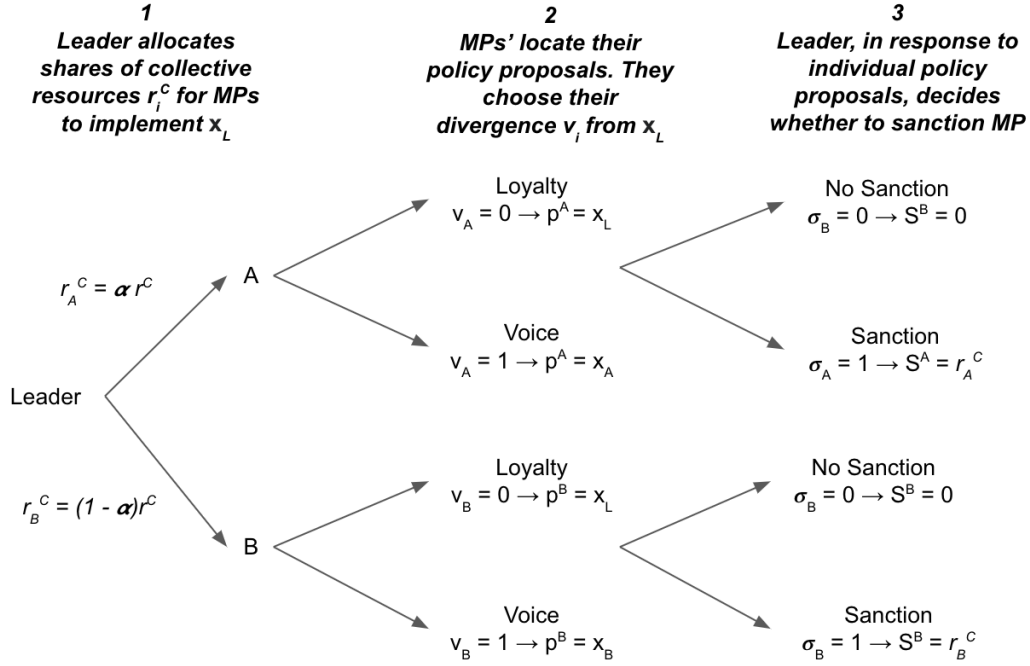 1
Leader allocates
shares of collective
resources rᵢᶜ for MPs
to implement x_L
2
MPs’ locate their
policy proposals. They
choose their
divergence vᵢ from x_L
3
Leader, in response to
individual policy
proposals, decides
whether to sanction MP
Loyalty
v_A = 0 → p^A = x_L
No Sanction
σ_B = 0 → S^B = 0
r_A^C = α r^C
A
Voice
v_A = 1 → p^A = x_A
Sanction
σ_A = 1 → S^A = r_A^C
Leader
Loyalty
v_B = 0 → p^B = x_L
No Sanction
σ_B = 0 → S^B = 0
r_B^C = (1 - α)r^C
B
Voice
v_B = 1 → p^B = x_B
Sanction
σ_B = 1 → S^B = r_B^C